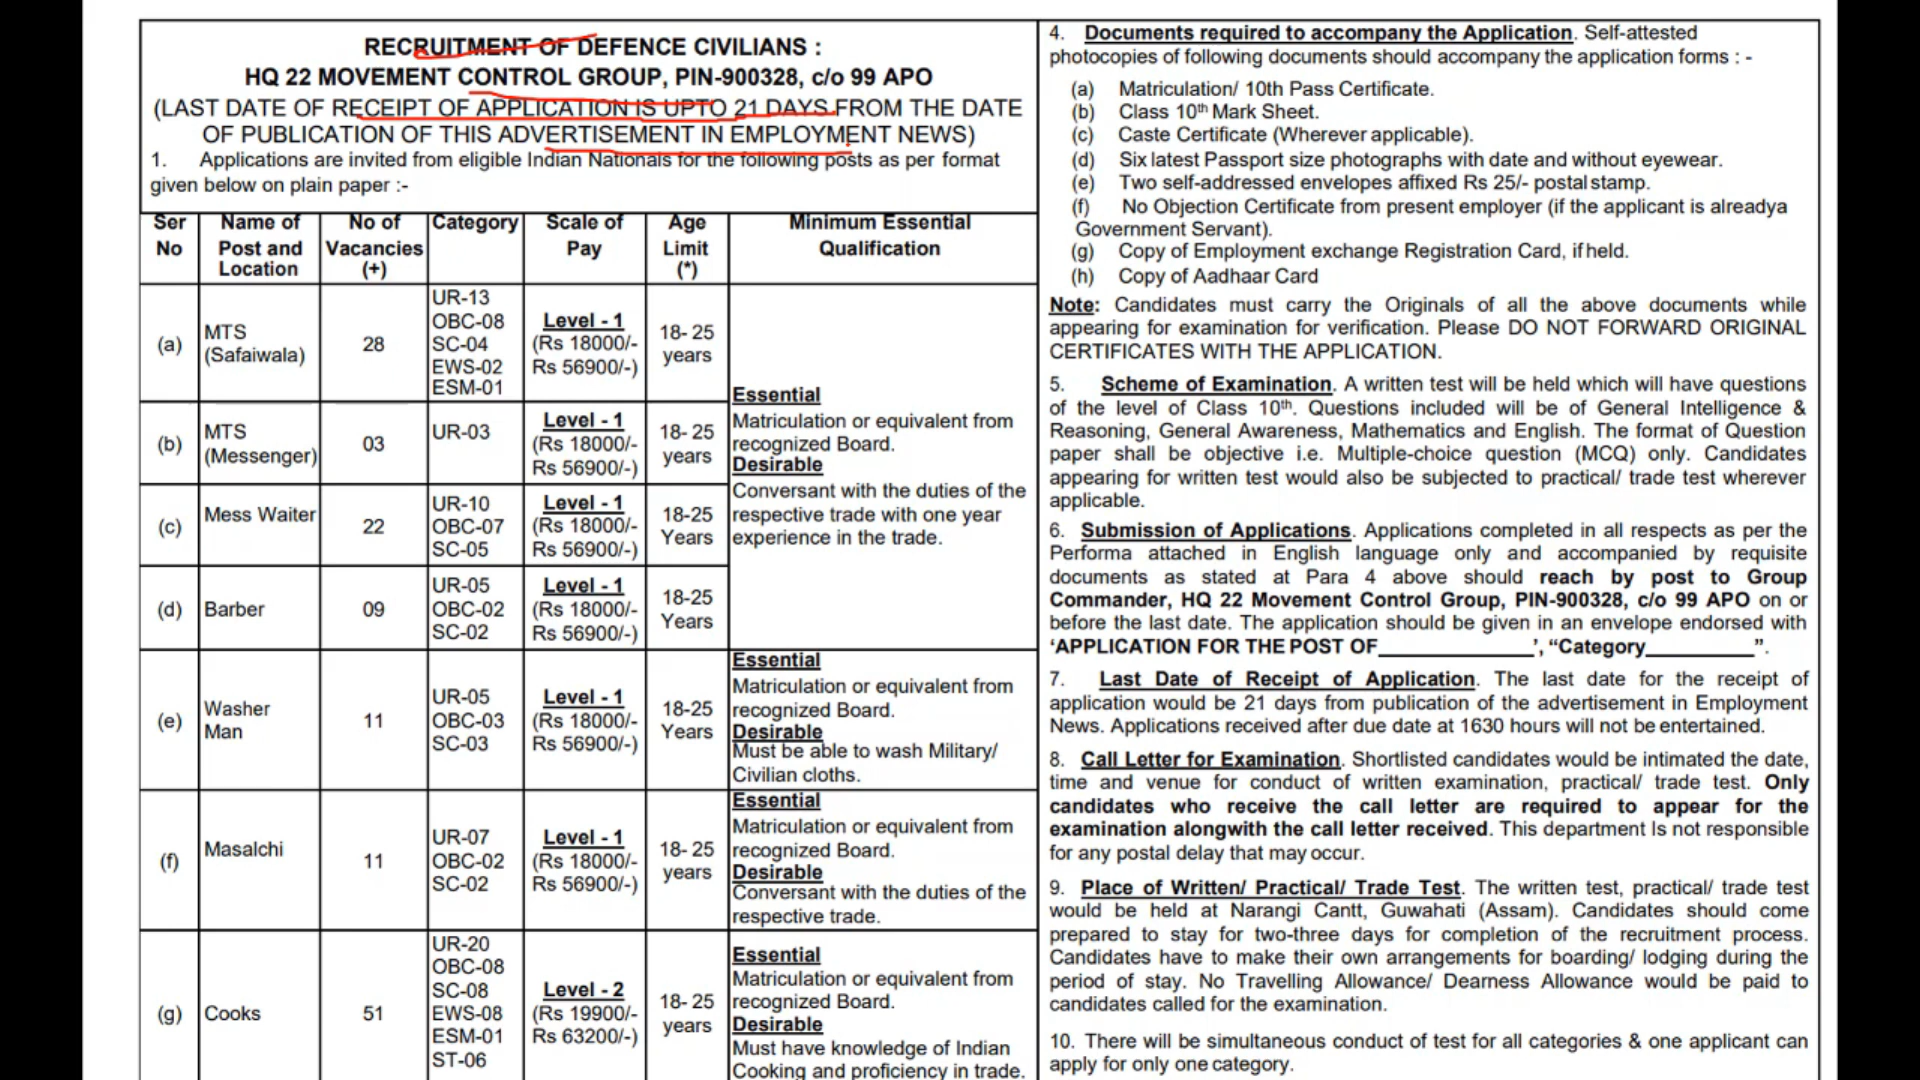 RECRUITMENT OF DEFENCE CIVILIANS :
HQ 22 MOVEMENT CONTROL GROUP, PIN-900328, c/o 99 APO
(LAST DATE OF RECEIPT OF APPLICATION IS UPTO 21 DAYS FROM THE DATE
OF PUBLICATION OF THIS ADVERTISEMENT IN EMPLOYMENT NEWS)
1. Applications are invited from eligible Indian Nationals for the following posts as per format
given below on plain paper :-
Ser No | Name of Post and Location | No of Vacancies (+) | Category | Scale of Pay | Age Limit (*) | Minimum Essential Qualification
(a)
MTS
(Safaiwala)
28
UR-13
OBC-08
SC-04
EWS-02
ESM-01
Level - 1
(Rs 18000/-
Rs 56900/-)
18- 25
years
(b)
MTS
(Messenger)
03
UR-03
Level - 1
(Rs 18000/-
Rs 56900/-)
18- 25
years
(c)
Mess Waiter
22
UR-10
OBC-07
SC-05
Level - 1
(Rs 18000/-
Rs 56900/-)
18-25
Years
(d)
Barber
09
UR-05
OBC-02
SC-02
Level - 1
(Rs 18000/-
Rs 56900/-)
18-25
Years
Essential
Matriculation or equivalent from
recognized Board.
Desirable
Conversant with the duties of the
respective trade with one year
experience in the trade.
(e)
Washer
Man
11
UR-05
OBC-03
SC-03
Level - 1
(Rs 18000/-
Rs 56900/-)
18-25
Years
Essential
Matriculation or equivalent from
recognized Board.
Desirable
Must be able to wash Military/
Civilian cloths.
(f)
Masalchi
11
UR-07
OBC-02
SC-02
Level - 1
(Rs 18000/-
Rs 56900/-)
18- 25
years
Essential
Matriculation or equivalent from
recognized Board.
Desirable
Conversant with the duties of the
respective trade.
(g)
Cooks
51
UR-20
OBC-08
SC-08
EWS-08
ESM-01
ST-06
Level - 2
(Rs 19900/-
Rs 63200/-)
18- 25
years
Essential
Matriculation or equivalent from
recognized Board.
Desirable
Must have knowledge of Indian
Cooking and proficiency in trade.
4. Documents required to accompany the Application. Self-attested
photocopies of following documents should accompany the application forms : -
(a) Matriculation/ 10th Pass Certificate.
(b) Class 10th Mark Sheet.
(c) Caste Certificate (Wherever applicable).
(d) Six latest Passport size photographs with date and without eyewear.
(e) Two self-addressed envelopes affixed Rs 25/- postal stamp.
(f) No Objection Certificate from present employer (if the applicant is alreadya
Government Servant).
(g) Copy of Employment exchange Registration Card, if held.
(h) Copy of Aadhaar Card
Note: Candidates must carry the Originals of all the above documents while
appearing for examination for verification. Please DO NOT FORWARD ORIGINAL
CERTIFICATES WITH THE APPLICATION.
5. Scheme of Examination. A written test will be held which will have questions
of the level of Class 10th. Questions included will be of General Intelligence &
Reasoning, General Awareness, Mathematics and English. The format of Question
paper shall be objective i.e. Multiple-choice question (MCQ) only. Candidates
appearing for written test would also be subjected to practical/ trade test wherever
applicable.
6. Submission of Applications. Applications completed in all respects as per the
Performa attached in English language only and accompanied by requisite
documents as stated at Para 4 above should reach by post to Group
Commander, HQ 22 Movement Control Group, PIN-900328, c/o 99 APO on or
before the last date. The application should be given in an envelope endorsed with
‘APPLICATION FOR THE POST OF______________’, “Category__________”.
7. Last Date of Receipt of Application. The last date for the receipt of
application would be 21 days from publication of the advertisement in Employment
News. Applications received after due date at 1630 hours will not be entertained.
8. Call Letter for Examination. Shortlisted candidates would be intimated the date,
time and venue for conduct of written examination, practical/ trade test. Only
candidates who receive the call letter are required to appear for the
examination alongwith the call letter received. This department Is not responsible
for any postal delay that may occur.
9. Place of Written/ Practical/ Trade Test. The written test, practical/ trade test
would be held at Narangi Cantt, Guwahati (Assam). Candidates should come
prepared to stay for two-three days for completion of the recruitment process.
Candidates have to make their own arrangements for boarding/ lodging during the
period of stay. No Travelling Allowance/ Dearness Allowance would be paid to
candidates called for the examination.
10. There will be simultaneous conduct of test for all categories & one applicant can
apply for only one category.